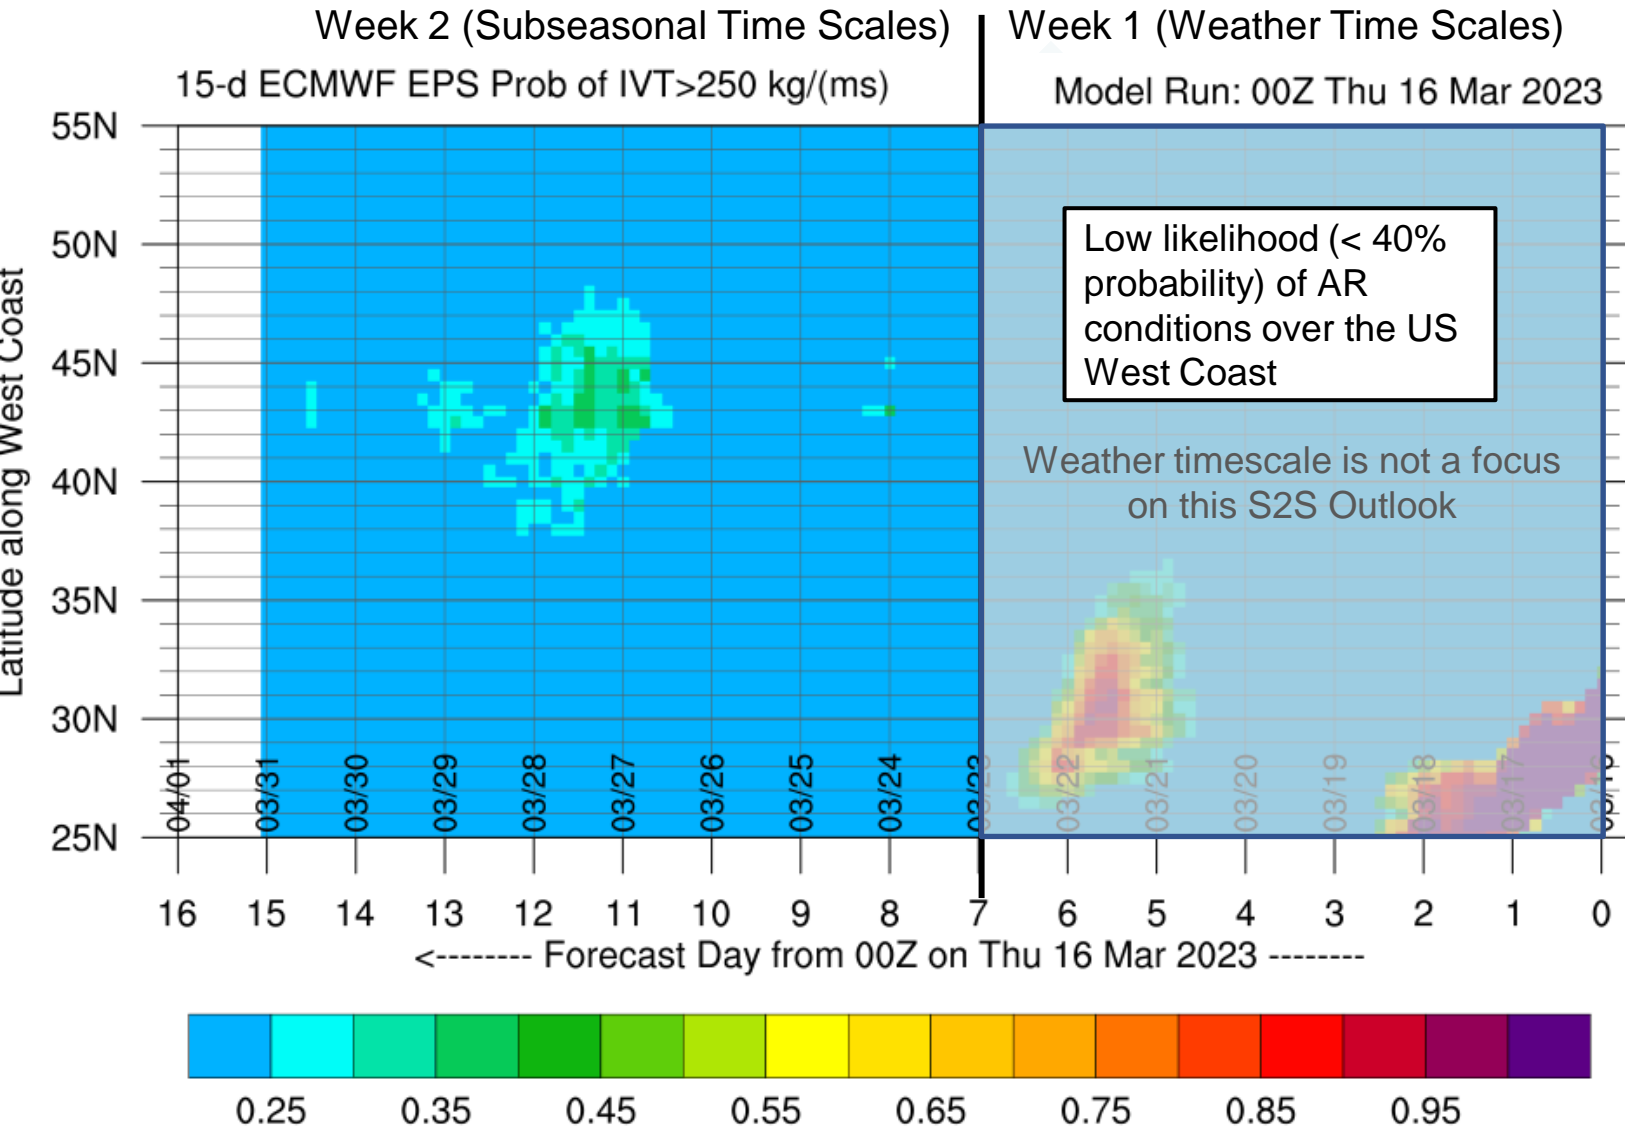 Week 2 (Subseasonal Time Scales)
Week 1 (Weather Time Scales)
15-d ECMWF EPS Prob of IVT>250 kg/(ms)
Model Run: 00Z Thu 16 Mar 2023
55N
50N
45N
40N
35N
30N
25N
Latitude along West Coast
Low likelihood (< 40%
probability) of AR
conditions over the US
West Coast
Weather timescale is not a focus
on this S2S Outlook
04/01
03/31
03/30
03/29
03/28
03/27
03/26
03/25
03/24
03/23
03/22
03/21
03/20
03/19
03/18
03/17
03/16
16 15 14 13 12 11 10 9 8 7 6 5 4 3 2 1 0
<-------- Forecast Day from 00Z on Thu 16 Mar 2023 --------
0.25 0.35 0.45 0.55 0.65 0.75 0.85 0.95